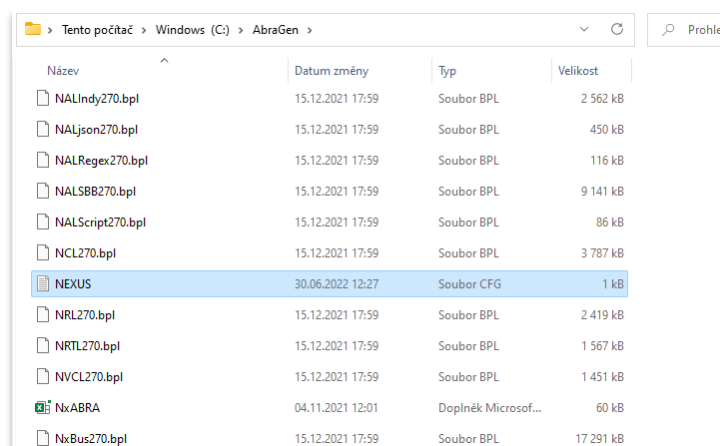 Tento počítač › Windows (C:) › AbraGen › Prohle
Název Datum změny Typ Velikost
NALIndy270.bpl 15.12.2021 17:59 Soubor BPL 2 562 kB
NALjson270.bpl 15.12.2021 17:59 Soubor BPL 450 kB
NALRegex270.bpl 15.12.2021 17:59 Soubor BPL 116 kB
NALSBB270.bpl 15.12.2021 17:59 Soubor BPL 9 141 kB
NALScript270.bpl 15.12.2021 17:59 Soubor BPL 86 kB
NCL270.bpl 15.12.2021 17:59 Soubor BPL 3 787 kB
NEXUS 30.06.2022 12:27 Soubor CFG 1 kB
NRL270.bpl 15.12.2021 17:59 Soubor BPL 2 419 kB
NRTL270.bpl 15.12.2021 17:59 Soubor BPL 1 567 kB
NVCL270.bpl 15.12.2021 17:59 Soubor BPL 1 451 kB
NxABRA 04.11.2021 12:01 Doplněk Microsof... 60 kB
NxBus270.bpl 15.12.2021 17:59 Soubor BPL 17 291 kB